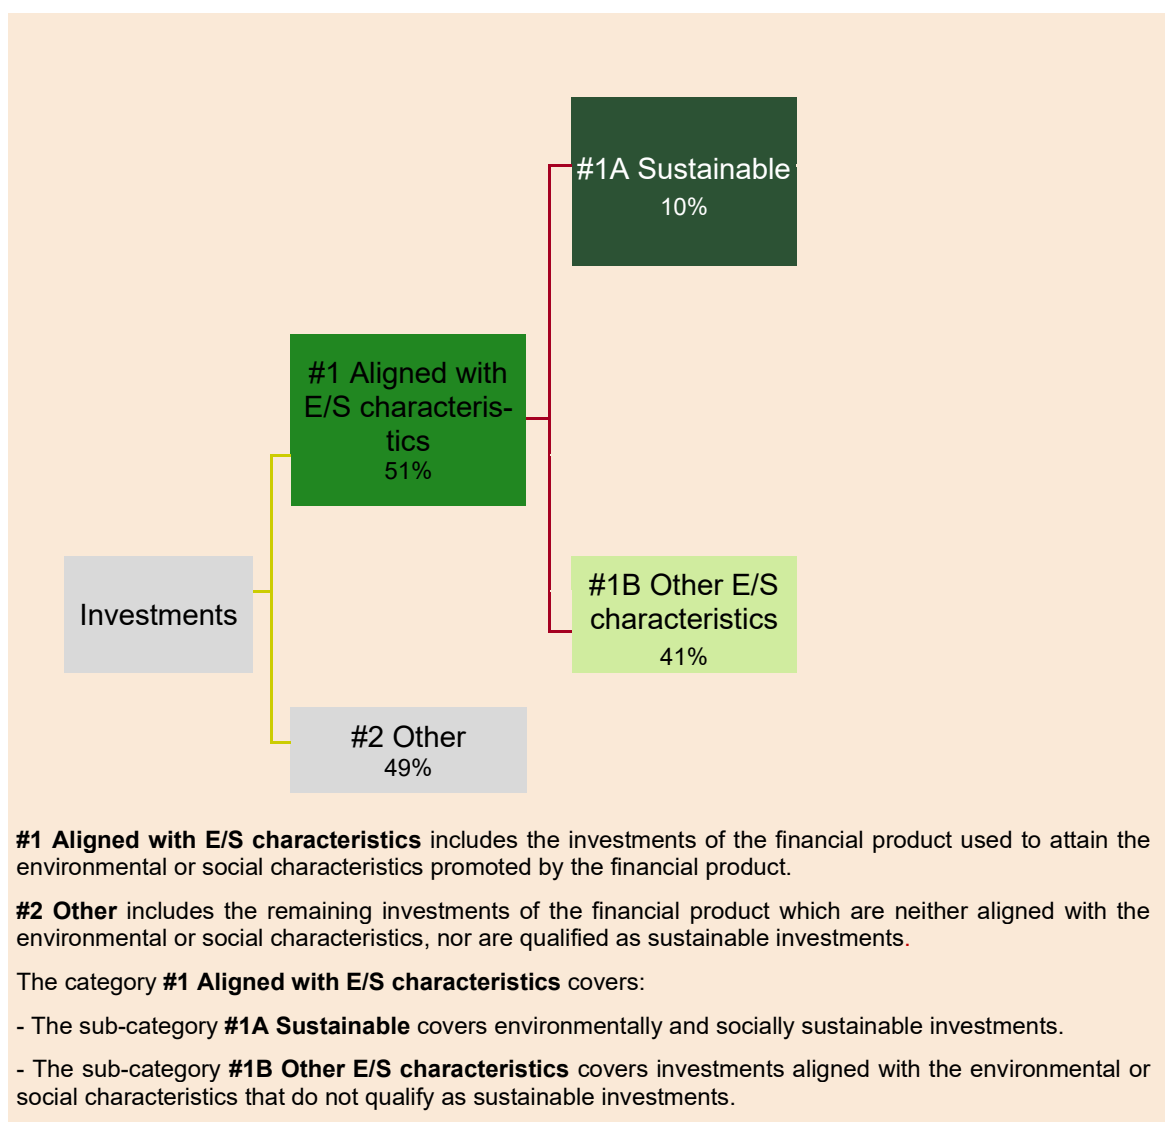 #1A Sustainable
10%
#1 Aligned with
E/S characteris-
tics
51%
Investments
#1B Other E/S
characteristics
41%
#2 Other
49%
#1 Aligned with E/S characteristics includes the investments of the financial product used to attain the
environmental or social characteristics promoted by the financial product.
#2 Other includes the remaining investments of the financial product which are neither aligned with the
environmental or social characteristics, nor are qualified as sustainable investments.
The category #1 Aligned with E/S characteristics covers:
- The sub-category #1A Sustainable covers environmentally and socially sustainable investments.
- The sub-category #1B Other E/S characteristics covers investments aligned with the environmental or
social characteristics that do not qualify as sustainable investments.